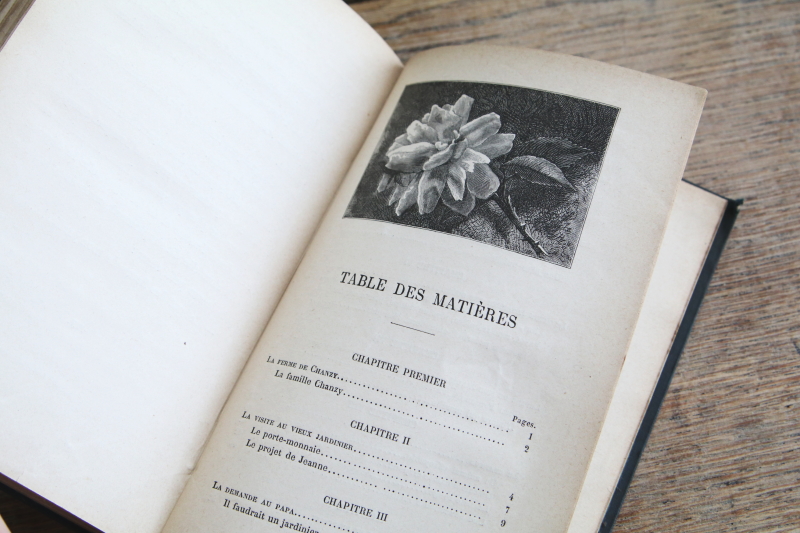 TABLE DES MATIÈRES
CHAPITRE PREMIER
Pages.
LA FERME DE CHANZY........................ 1
La famille Chanzy........................ 2
CHAPITRE II
LA VISITE AU VIEUX JARDINIER........................ 4
Le porte-monnaie........................ 7
Le projet de Jeanne........................ 9
CHAPITRE III
LA DEMANDE AU PAPA........................
Il faudrait un jardinier